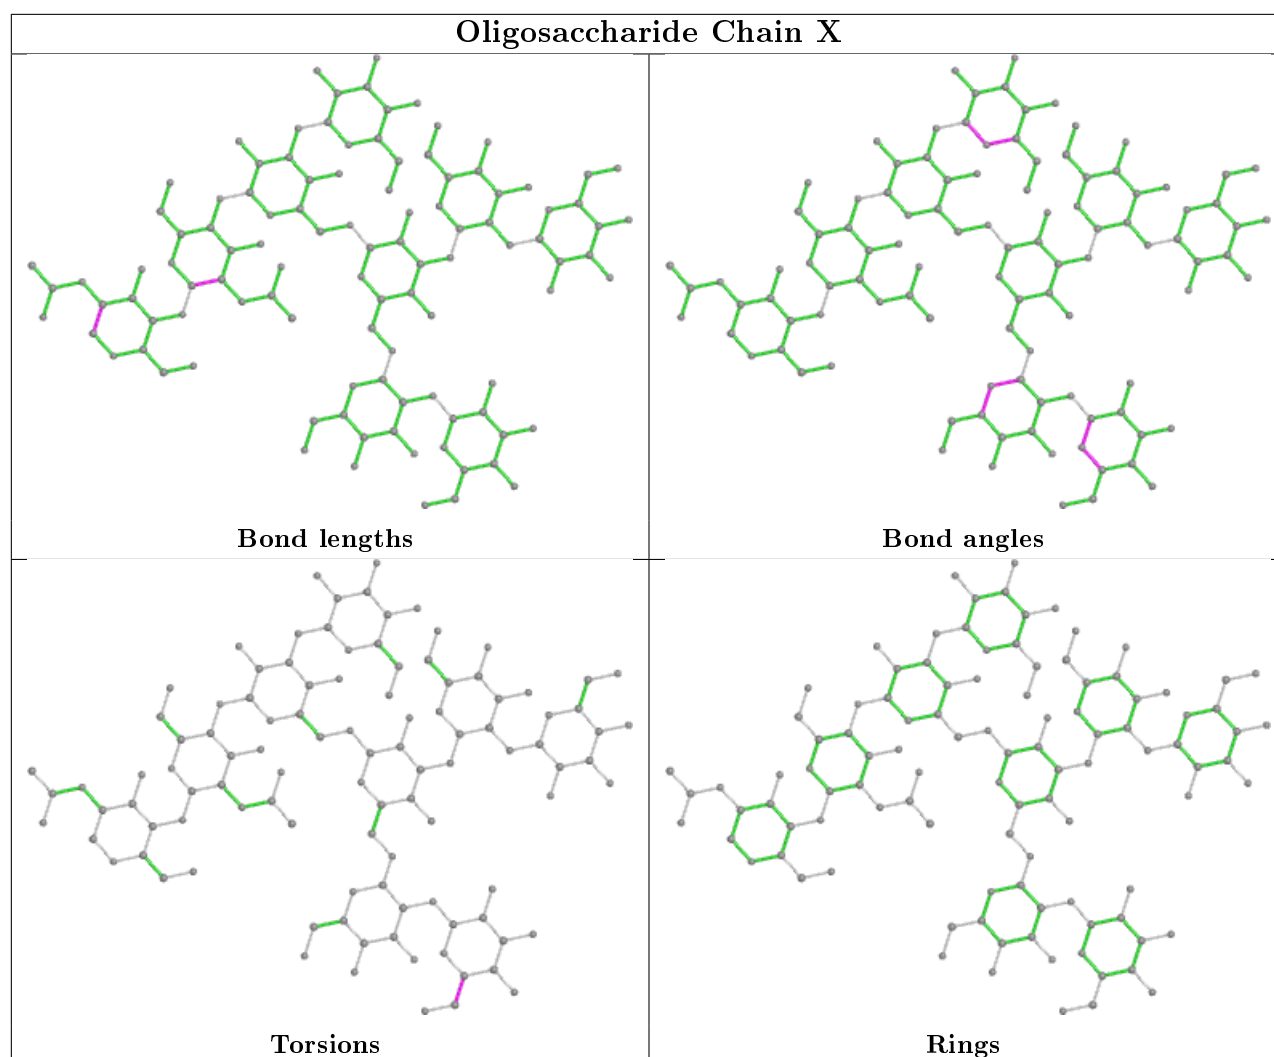 Oligosaccharide Chain X
Bond lengths
Bond angles
Torsions
Rings